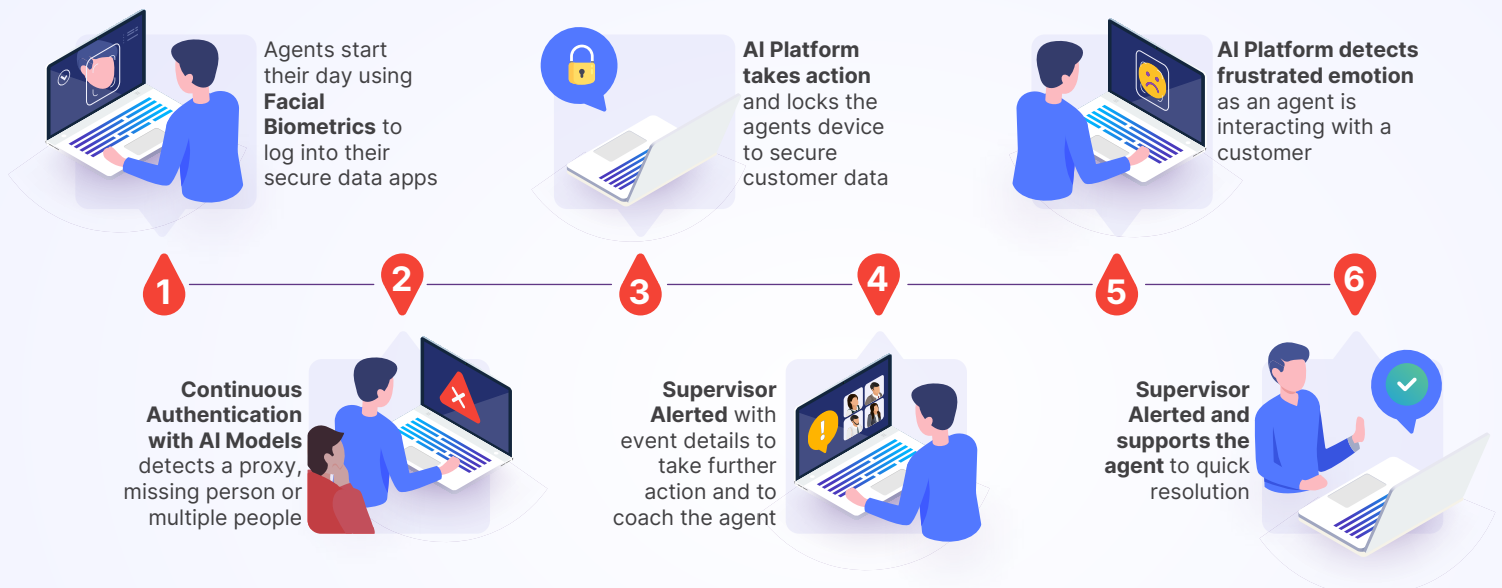 Agents start
their day using
Facial
Biometrics to
log into their
secure data apps
AI Platform
takes action
and locks the
agents device
to secure
customer data
AI Platform detects
frustrated emotion
as an agent is
interacting with a
customer
1
2
3
4
5
6
Continuous
Authentication
with AI Models
detects a proxy,
missing person or
multiple people
Supervisor
Alerted with
event details to
take further
action and to
coach the agent
Supervisor
Alerted and
supports the
agent to quick
resolution